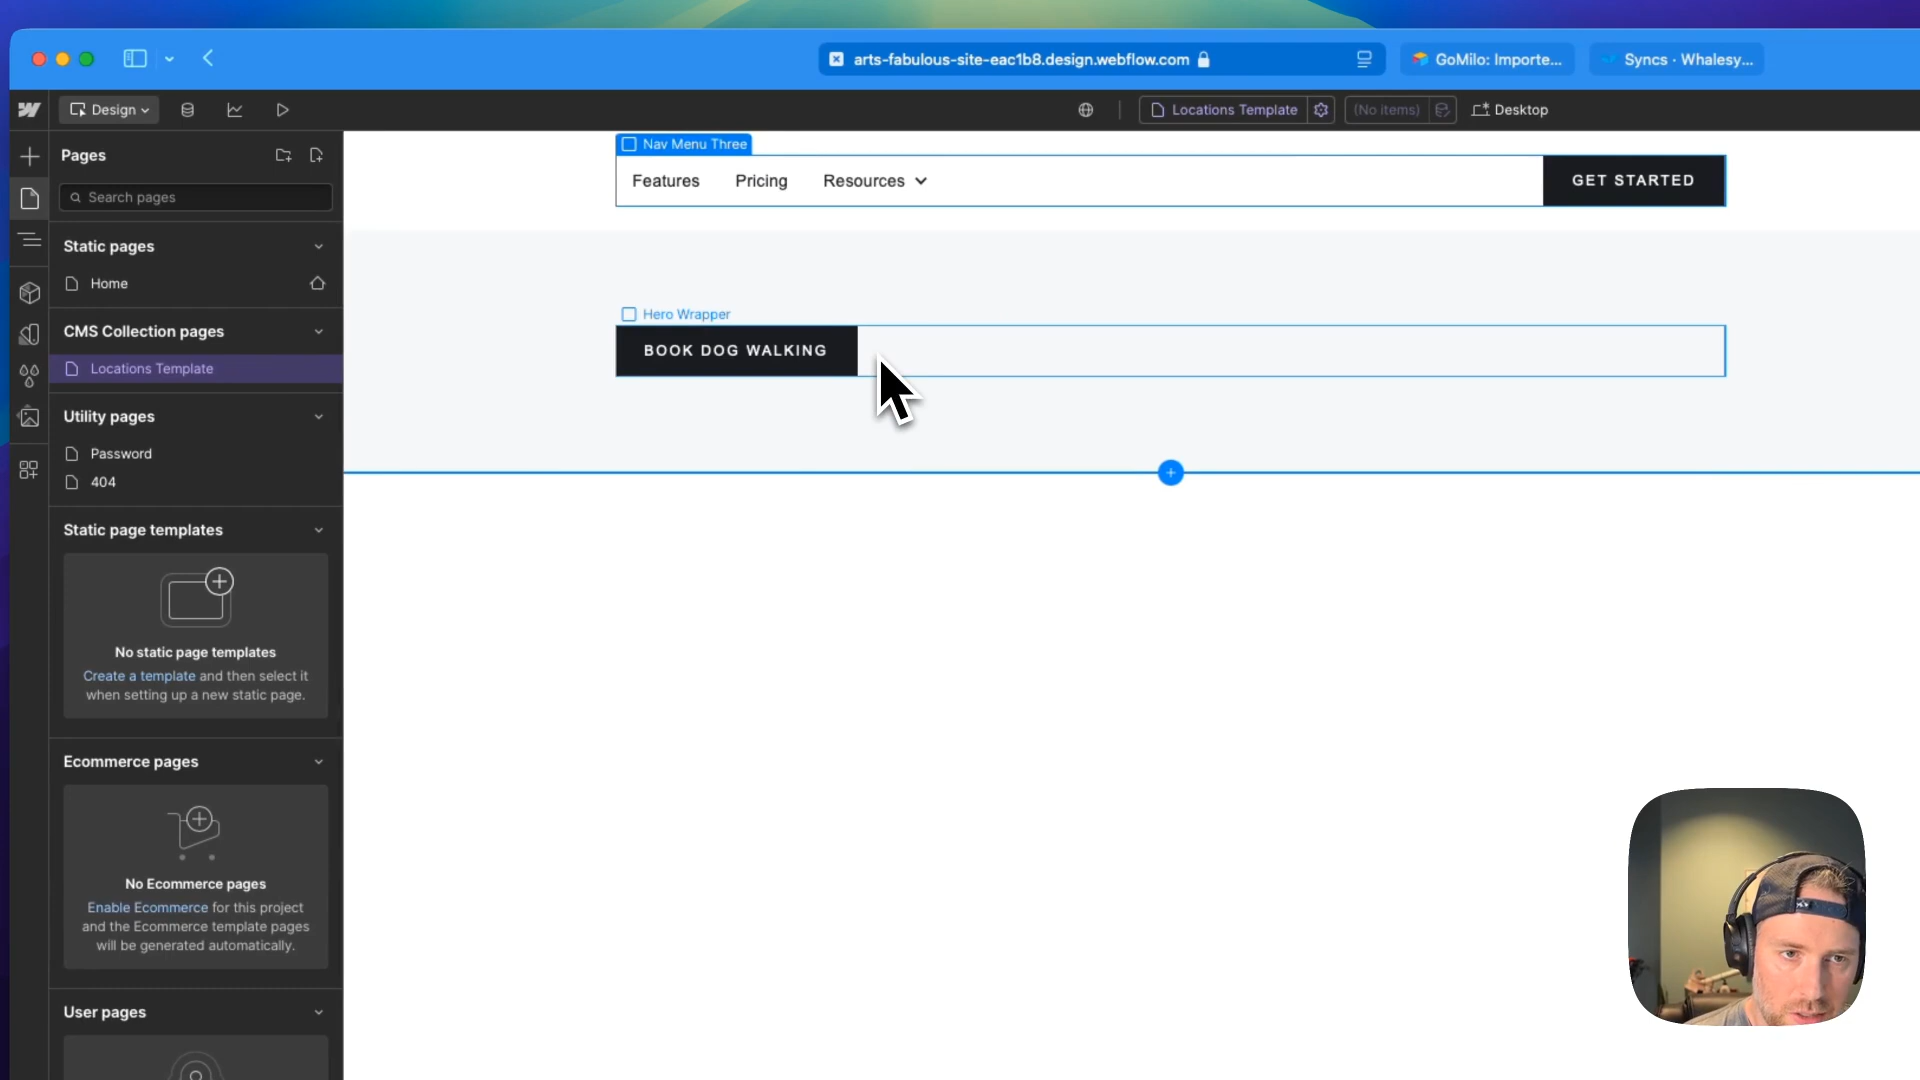 arts-fabulous-site-eac1b8.design.webflow.com
GoMilo: Importe...
Syncs · Whalesy...
Design
Locations Template
(No items)
Desktop
Pages
Search pages
Static pages
Home
CMS Collection pages
Locations Template
Utility pages
Password
404
Static page templates
No static page templates
Create a template and then select it
when setting up a new static page.
Ecommerce pages
No Ecommerce pages
Enable Ecommerce for this project
and the Ecommerce template pages
will be generated automatically.
User pages
Nav Menu Three
Features
Pricing
Resources
GET STARTED
Hero Wrapper
BOOK DOG WALKING